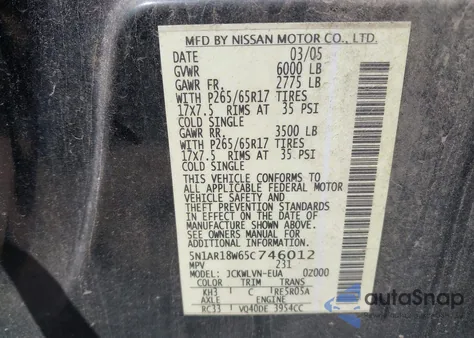 MFD BY NISSAN MOTOR CO., LTD.
DATE 03/05
GVWR 6000 LB
GAWR FR. 2775 LB
WITH P265/65R17 TIRES
17X7.5 RIMS AT 35 PSI
COLD SINGLE
GAWR RR. 3500 LB
WITH P265/65R17 TIRES
17X7.5 RIMS AT 35 PSI
COLD SINGLE
THIS VEHICLE CONFORMS TO
ALL APPLICABLE FEDERAL MOTOR
VEHICLE SAFETY AND
THEFT PREVENTION STANDARDS
IN EFFECT ON THE DATE OF
MANUFACTURE SHOWN ABOVE.
SEE OWNERS MANUAL FOR
ADDITIONAL INFORMATION
5N1AR18W65C746012
MPV 231
JCKWLVN-EUA 02000
COLOR TRIM TRANS
KH3 C RE5R05A
AXLE ENGINE
RC33 VQ40DE 3954CC
autoSnap